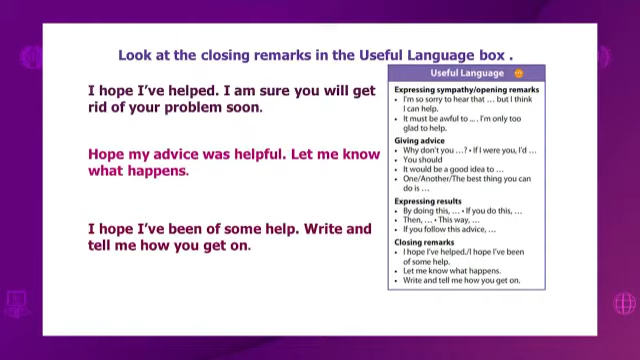 Look at the closing remarks in the Useful Language box .
I hope I've helped. I am sure you will get
rid of your problem soon.
Hope my advice was helpful. Let me know
what happens.
I hope I've been of some help. Write and
tell me how you get on.
Useful Language
Expressing sympathy/opening remarks
• I'm so sorry to hear that ... but I think
I can help.
• It must be awful to .... I'm only too
glad to help.
Giving advice
• Why don't you ...? • If I were you, I'd ...
• You should
• It would be a good idea to ...
• One/Another/The best thing you can
do is ...
Expressing results
• By doing this, ... • If you do this, ...
• Then, ... • This way, ...
• If you follow this advice, ...
Closing remarks
• I hope I've helped./I hope I've been
of some help.
• Let me know what happens.
• Write and tell me how you get on.